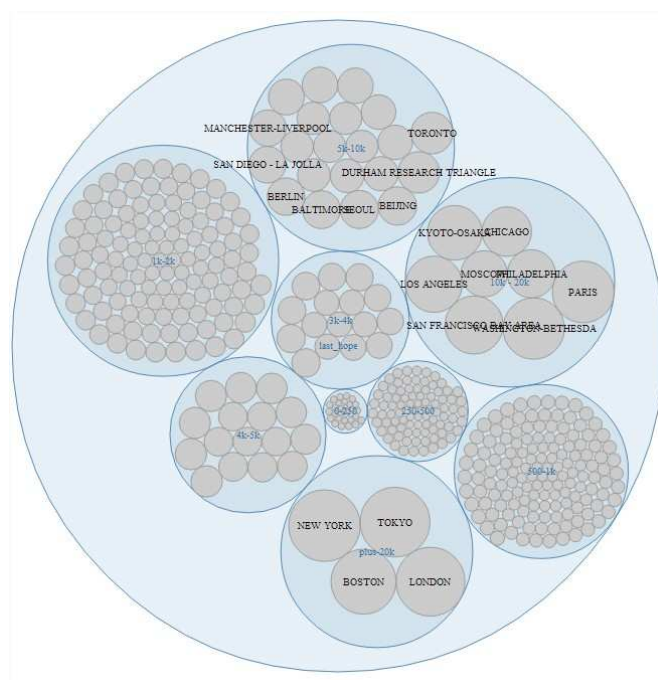 MANCHESTER-LIVERPOOL
TORONTO
5k-10k
SAN DIEGO - LA JOLLA
DURHAM RESEARCH TRIANGLE
BERLIN
BALTIMORE
SEOUL
BEIJING
1k-2k
KYOTO-OSAKA
CHICAGO
MOSCOW
PHILADELPHIA
10k - 20k
LOS ANGELES
PARIS
SAN FRANCISCO BAY AREA
WASHINGTON-BETHESDA
3k-4k
last_hope
0-250
250-500
4k-5k
500-1k
NEW YORK
TOKYO
plus-20k
BOSTON
LONDON